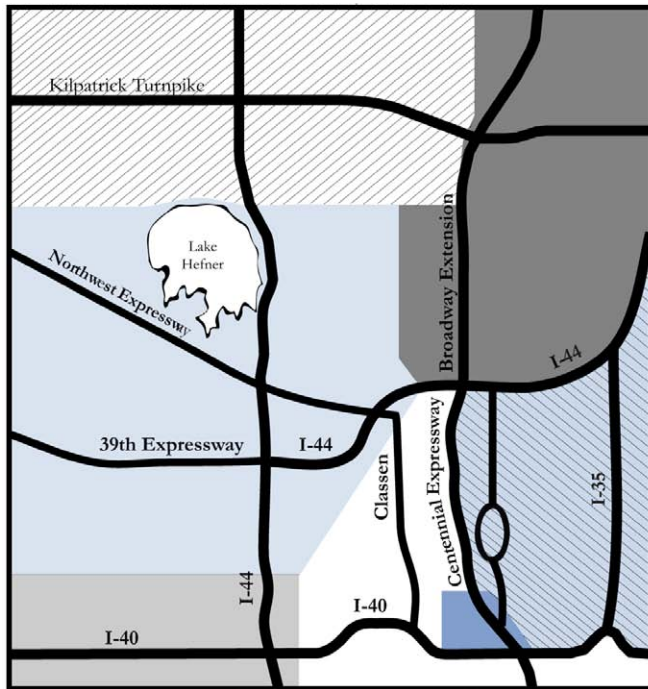 Kilpatrick Turnpike
Lake
Hefner
Northwest Expressway
Broadway Extension
I-44
39th Expressway
I-44
Classen
Centennial Expressway
I-35
I-44
I-40
I-40